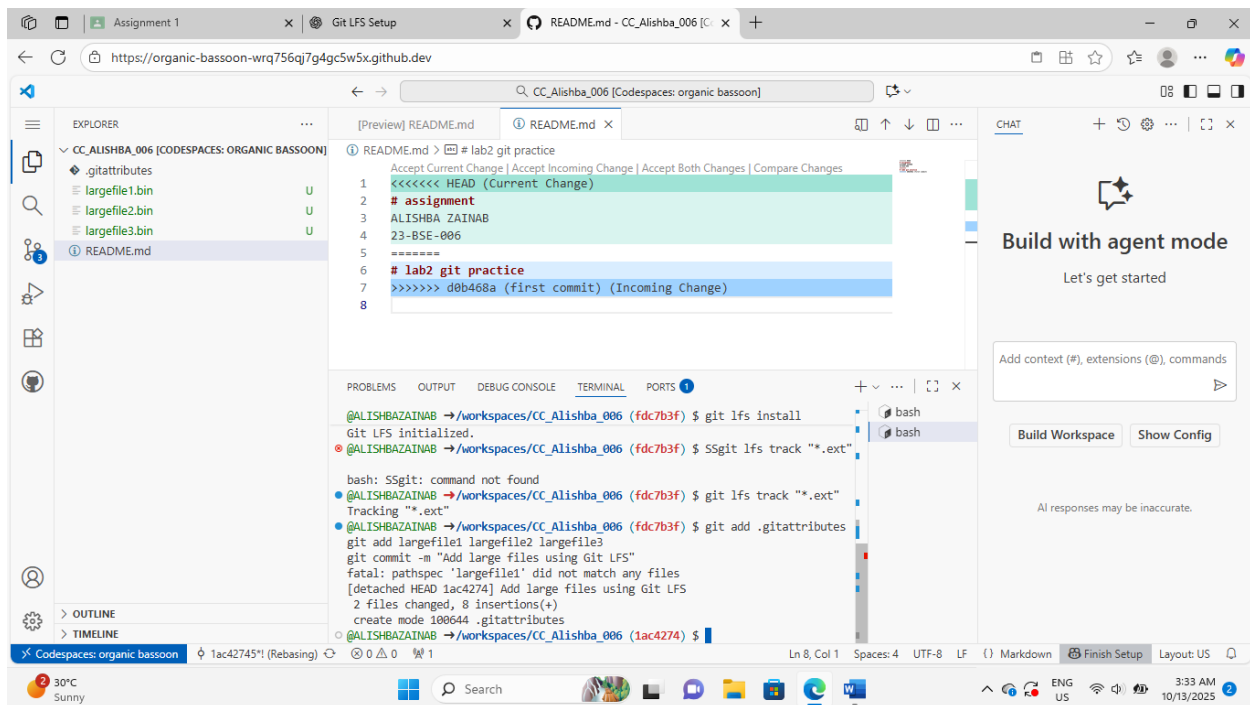 Assignment 1
Git LFS Setup
README.md - CC_Alishba_006 [Co
https://organic-bassoon-wrq756qj7g4gc5w5x.github.dev
CC_Alishba_006 [Codespaces: organic bassoon]
EXPLORER
CC_ALISHBA_006 [CODESPACES: ORGANIC BASSOON]
.gitattributes
largefile1.bin U
largefile2.bin U
largefile3.bin U
README.md
3
OUTLINE
TIMELINE
[Preview] README.md
README.md
README.md > # lab2 git practice
Accept Current Change | Accept Incoming Change | Accept Both Changes | Compare Changes
1 <<<<<<< HEAD (Current Change)
2 # assignment
3 ALISHBA ZAINAB
4 23-BSE-006
5 =======
6 # lab2 git practice
7 >>>>>>> d0b468a (first commit) (Incoming Change)
8
PROBLEMS OUTPUT DEBUG CONSOLE TERMINAL PORTS 1
@ALISHBAZAINAB ➜/workspaces/CC_Alishba_006 (fdc7b3f) $ git lfs install
Git LFS initialized.
@ALISHBAZAINAB ➜/workspaces/CC_Alishba_006 (fdc7b3f) $ SSgit lfs track "*.ext"
bash: SSgit: command not found
@ALISHBAZAINAB ➜/workspaces/CC_Alishba_006 (fdc7b3f) $ git lfs track "*.ext"
Tracking "*.ext"
@ALISHBAZAINAB ➜/workspaces/CC_Alishba_006 (fdc7b3f) $ git add .gitattributes
git add largefile1 largefile2 largefile3
git commit -m "Add large files using Git LFS"
fatal: pathspec 'largefile1' did not match any files
[detached HEAD 1ac4274] Add large files using Git LFS
2 files changed, 8 insertions(+)
create mode 100644 .gitattributes
@ALISHBAZAINAB ➜/workspaces/CC_Alishba_006 (1ac4274) $
bash
bash
CHAT
Build with agent mode
Let's get started
Add context (#), extensions (@), commands
Build Workspace
Show Config
AI responses may be inaccurate.
Codespaces: organic bassoon
1ac42745*! (Rebasing)
0 0 1
Ln 8, Col 1 Spaces: 4 UTF-8 LF {} Markdown Finish Setup Layout: US
2
30°C
Sunny
Search
ENG
US
3:33 AM
10/13/2025
2